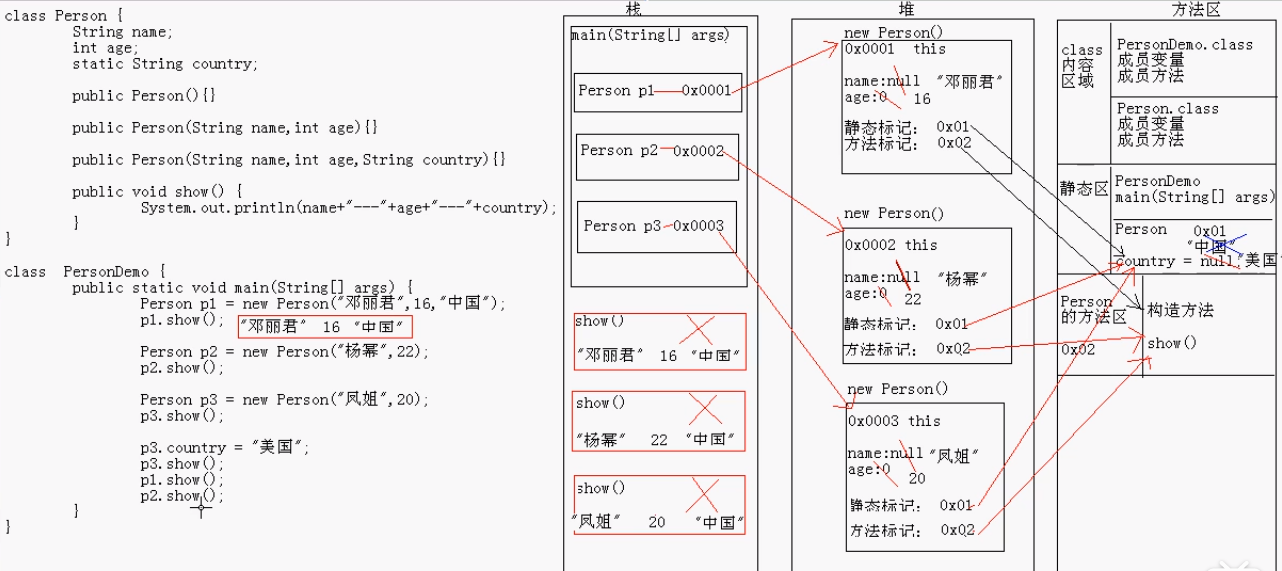 class Person {
String name;
int age;
static String country;
public Person(){}
public Person(String name,int age){}
public Person(String name,int age,String country){}
public void show() {
System.out.println(name+"---"+age+"---"+country);
}
}
class PersonDemo {
public static void main(String[] args) {
Person p1 = new Person("邓丽君",16,"中国");
p1.show();
"邓丽君" 16 "中国"
Person p2 = new Person("杨幂",22);
p2.show();
Person p3 = new Person("凤姐",20);
p3.show();
p3.country = "美国";
p3.show();
p1.show();
p2.show();
}
}
栈
main(String[] args)
Person p1 0x0001
Person p2 0x0002
Person p3 0x0003
show()
"邓丽君" 16 "中国"
show()
"杨幂" 22 "中国"
show()
"凤姐" 20 "中国"
堆
new Person()
0x0001 this
name:null "邓丽君"
age:0 16
静态标记: 0x01
方法标记: 0x02
new Person()
0x0002 this
name:null "杨幂"
age:0 22
静态标记: 0x01
方法标记: 0x02
new Person()
0x0003 this
name:null "凤姐"
age:0 20
静态标记: 0x01
方法标记: 0x02
方法区
class
内容
区域
PersonDemo.class
成员变量
成员方法
Person.class
成员变量
成员方法
静态区
PersonDemo
main(String[] args)
Person 0x01
"中国"
country = null "美国
Person
的方法区
0x02
构造方法
show()